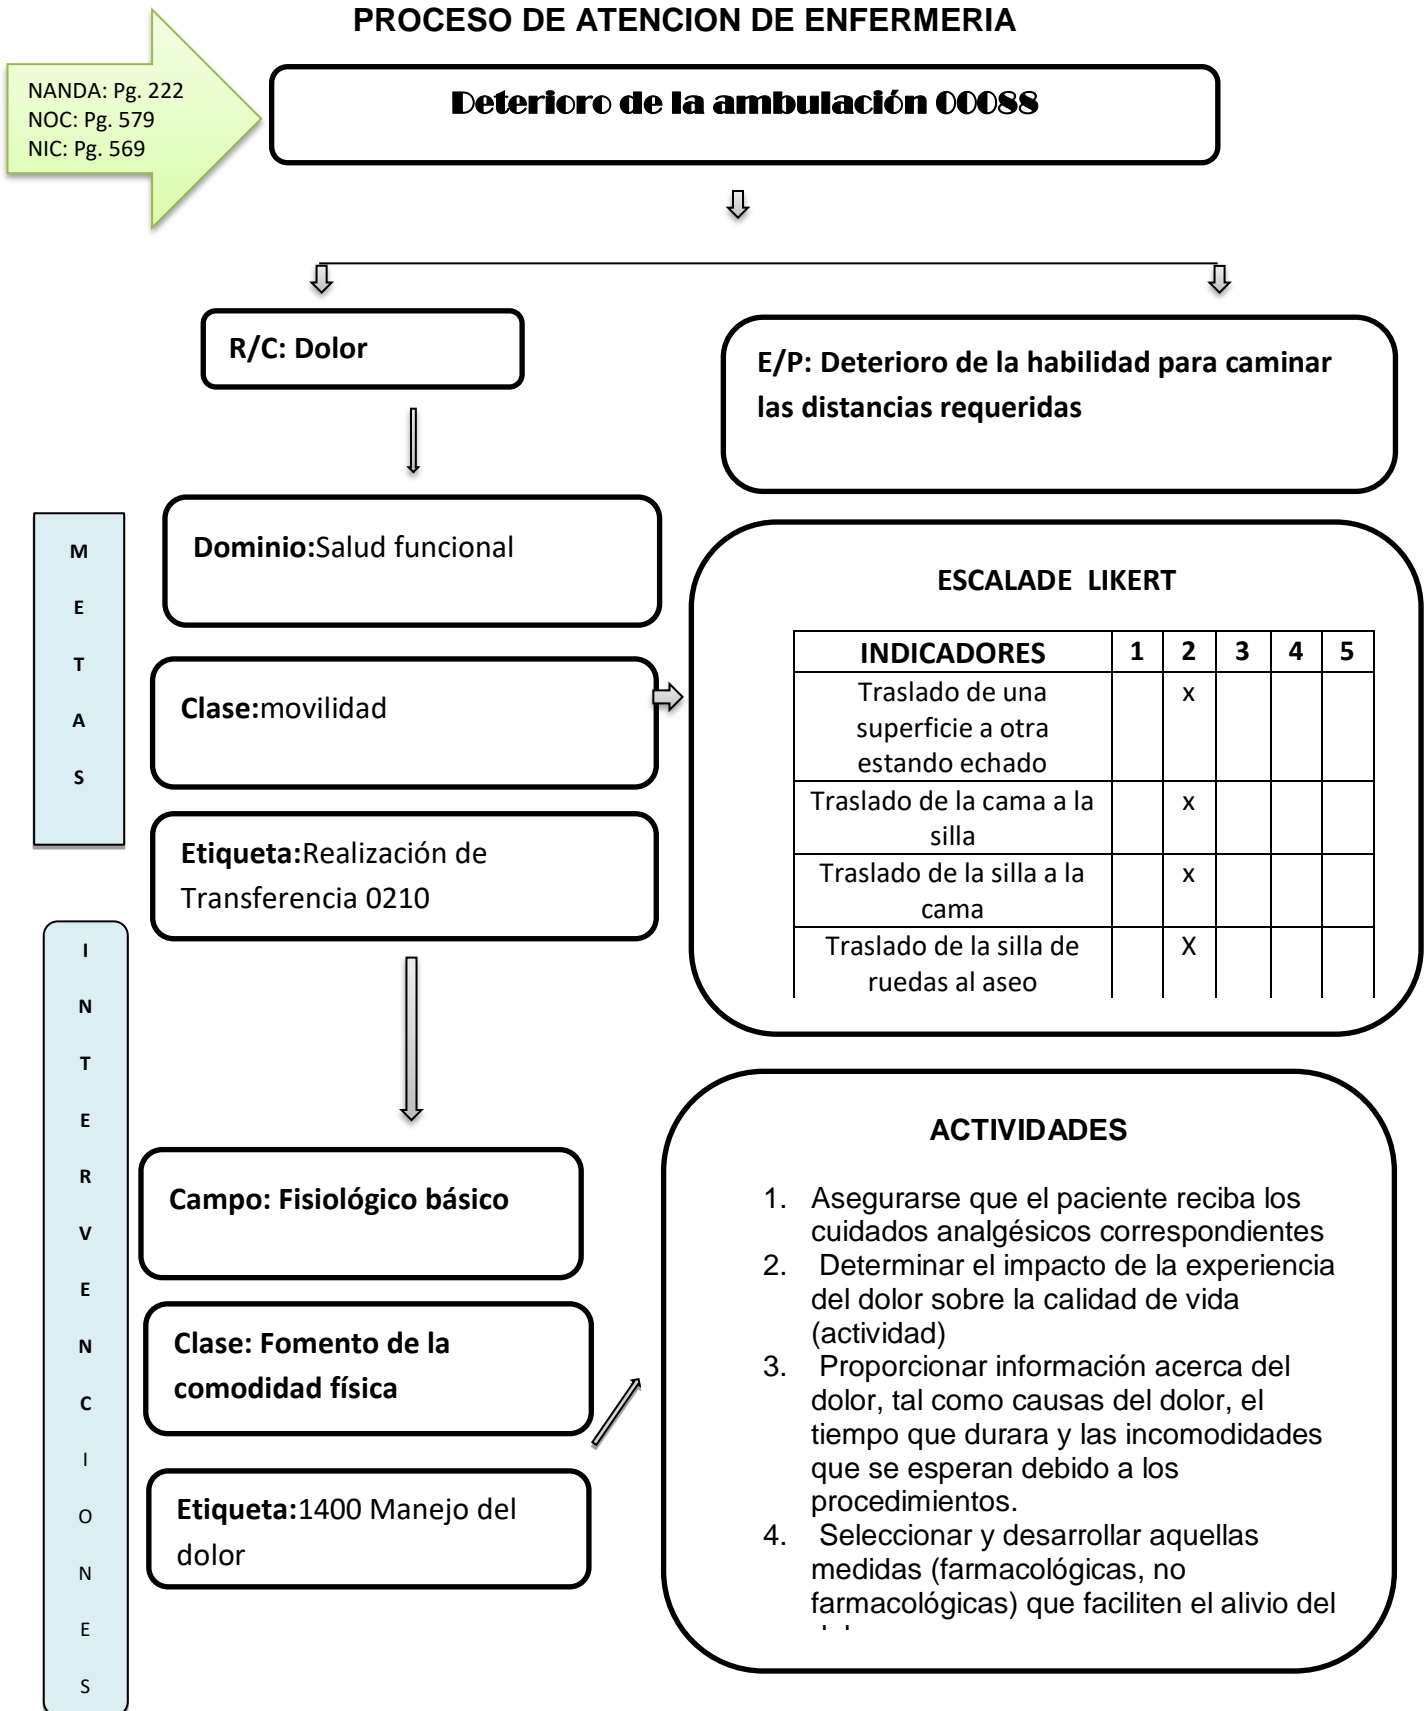 PROCESO DE ATENCION DE ENFERMERIA
NANDA: Pg. 222
NOC: Pg. 579
NIC: Pg. 569
Deterioro de la ambulación 00088
R/C: Dolor
E/P: Deterioro de la habilidad para caminar
las distancias requeridas
M
E
T
A
S
Dominio:Salud funcional
Clase:movilidad
Etiqueta:Realización de
Transferencia 0210
ESCALADE LIKERT
INDICADORES 1 2 3 4 5
Traslado de una x
superficie a otra
estando echado
Traslado de la cama a la x
silla
Traslado de la silla a la x
cama
Traslado de la silla de X
ruedas al aseo
I
N
T
E
R
V
E
N
C
I
O
N
E
S
Campo: Fisiológico básico
Clase: Fomento de la
comodidad física
Etiqueta:1400 Manejo del
dolor
ACTIVIDADES
1. Asegurarse que el paciente reciba los
cuidados analgésicos correspondientes
2. Determinar el impacto de la experiencia
del dolor sobre la calidad de vida
(actividad)
3. Proporcionar información acerca del
dolor, tal como causas del dolor, el
tiempo que durara y las incomodidades
que se esperan debido a los
procedimientos.
4. Seleccionar y desarrollar aquellas
medidas (farmacológicas, no
farmacológicas) que faciliten el alivio del